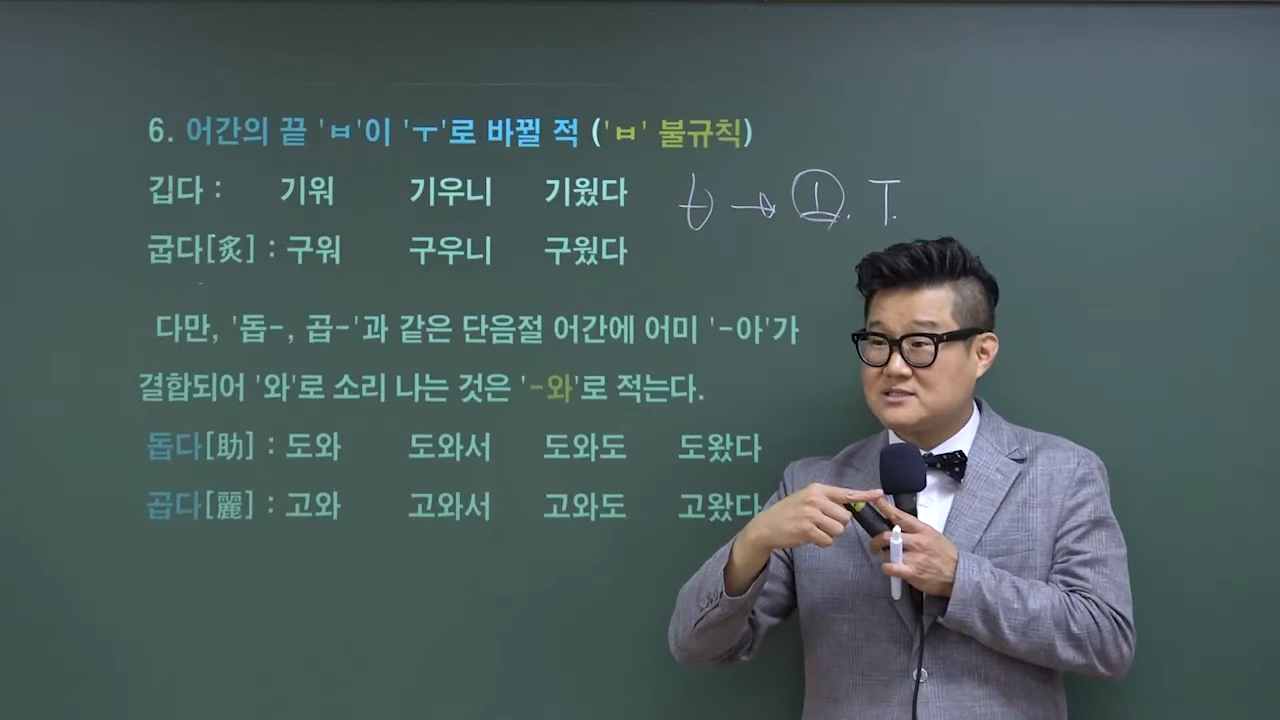 6. 어간의 끝 'ㅂ'이 'ㅜ'로 바뀔 적 ('ㅂ' 불규칙)
깁다 : 기워 기우니 기웠다
굽다[炙] : 구워 구우니 구웠다
다만, '돕-, 곱-'과 같은 단음절 어간에 어미 '-아'가
결합되어 '와'로 소리 나는 것은 '-와'로 적는다.
돕다[助] : 도와 도와서 도와도 도왔다
곱다[麗] : 고와 고와서 고와도 고왔다